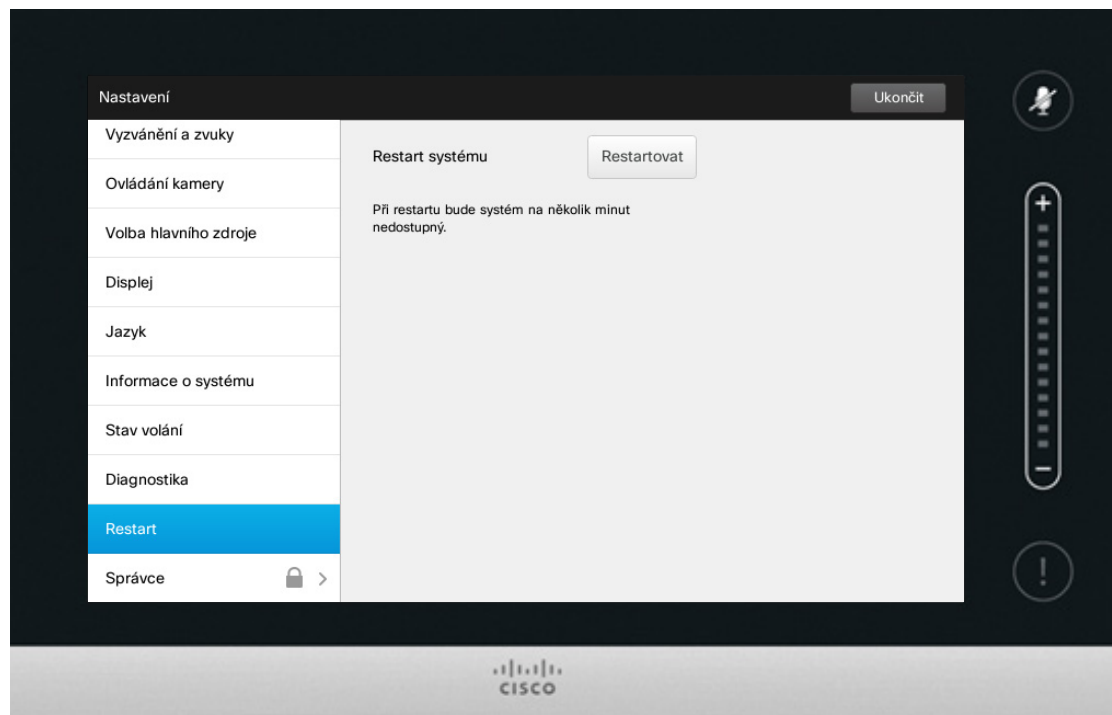 Nastavení
Ukončit
Vyzvánění a zvuky
Ovládání kamery
Volba hlavního zdroje
Displej
Jazyk
Informace o systému
Stav volání
Diagnostika
Restart
Správce
Restart systému
Restartovat
Při restartu bude systém na několik minut
nedostupný.
+
−
!
CISCO